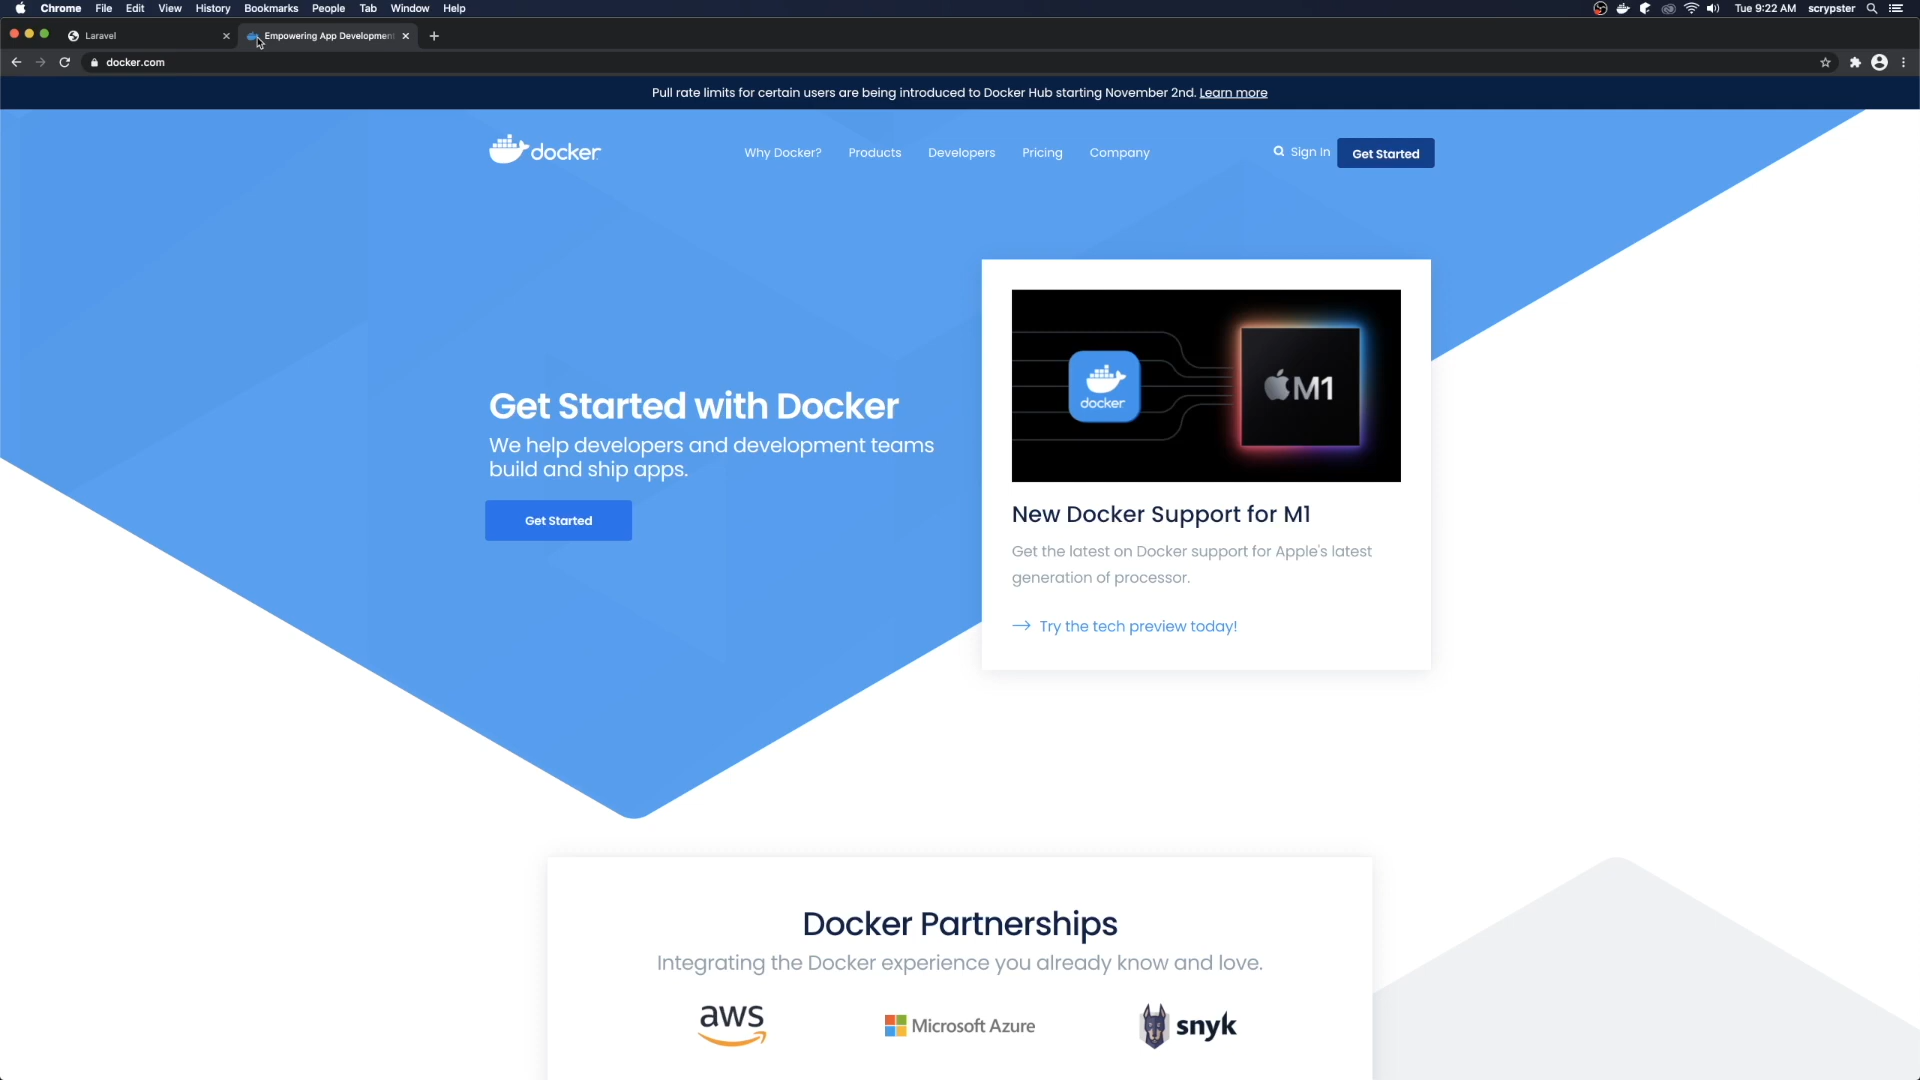 Chrome File Edit View History Bookmarks People Tab Window Help
Tue 9:22 AM scrypster
Laravel
Empowering App Development
docker.com
Pull rate limits for certain users are being introduced to Docker Hub starting November 2nd. Learn more
docker
Why Docker? Products Developers Pricing Company
Sign In
Get Started
Get Started with Docker
We help developers and development teams
build and ship apps.
Get Started
docker
M1
New Docker Support for M1
Get the latest on Docker support for Apple's latest
generation of processor.
Try the tech preview today!
Docker Partnerships
Integrating the Docker experience you already know and love.
aws
Microsoft Azure
snyk